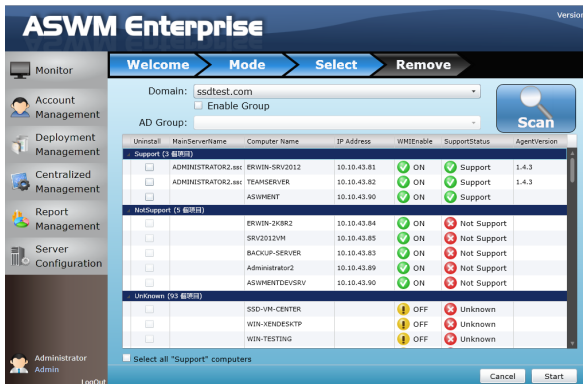 Version
ASWM Enterprise
Welcome Mode Select Remove
Monitor
Account
Management
Deployment
Management
Centralized
Management
Report
Management
Server
Configuration
Administrator
Admin
LogOut
Domain: ssdtest.com
Enable Group
AD Group:
Scan
Uninstall MainServerName Computer Name IP Address WMIEnable SupportStatus AgentVersion
Support (3 個項目)
ADMINISTRATOR2.ssd ERWIN-SRV2012 10.10.43.81 ON Support 1.4.3
ADMINISTRATOR2.ssd TEAMSERVER 10.10.43.82 ON Support 1.4.3
ASWMENT 10.10.43.90 ON Support
NotSupport (5 個項目)
ERWIN-2K8R2 10.10.43.84 ON Not Support
SRV2012VM 10.10.43.85 ON Not Support
BACKUP-SERVER 10.10.43.83 ON Not Support
Administrator2 10.10.43.89 ON Not Support
ASWMENTDEVSRV 10.10.43.90 ON Not Support
UnKnown (93 個項目)
SSD-VM-CENTER OFF Unknown
WIN-XENDESKTP OFF Unknown
WIN-TESTING OFF Unknown
Select all "Support" computers
Cancel Start